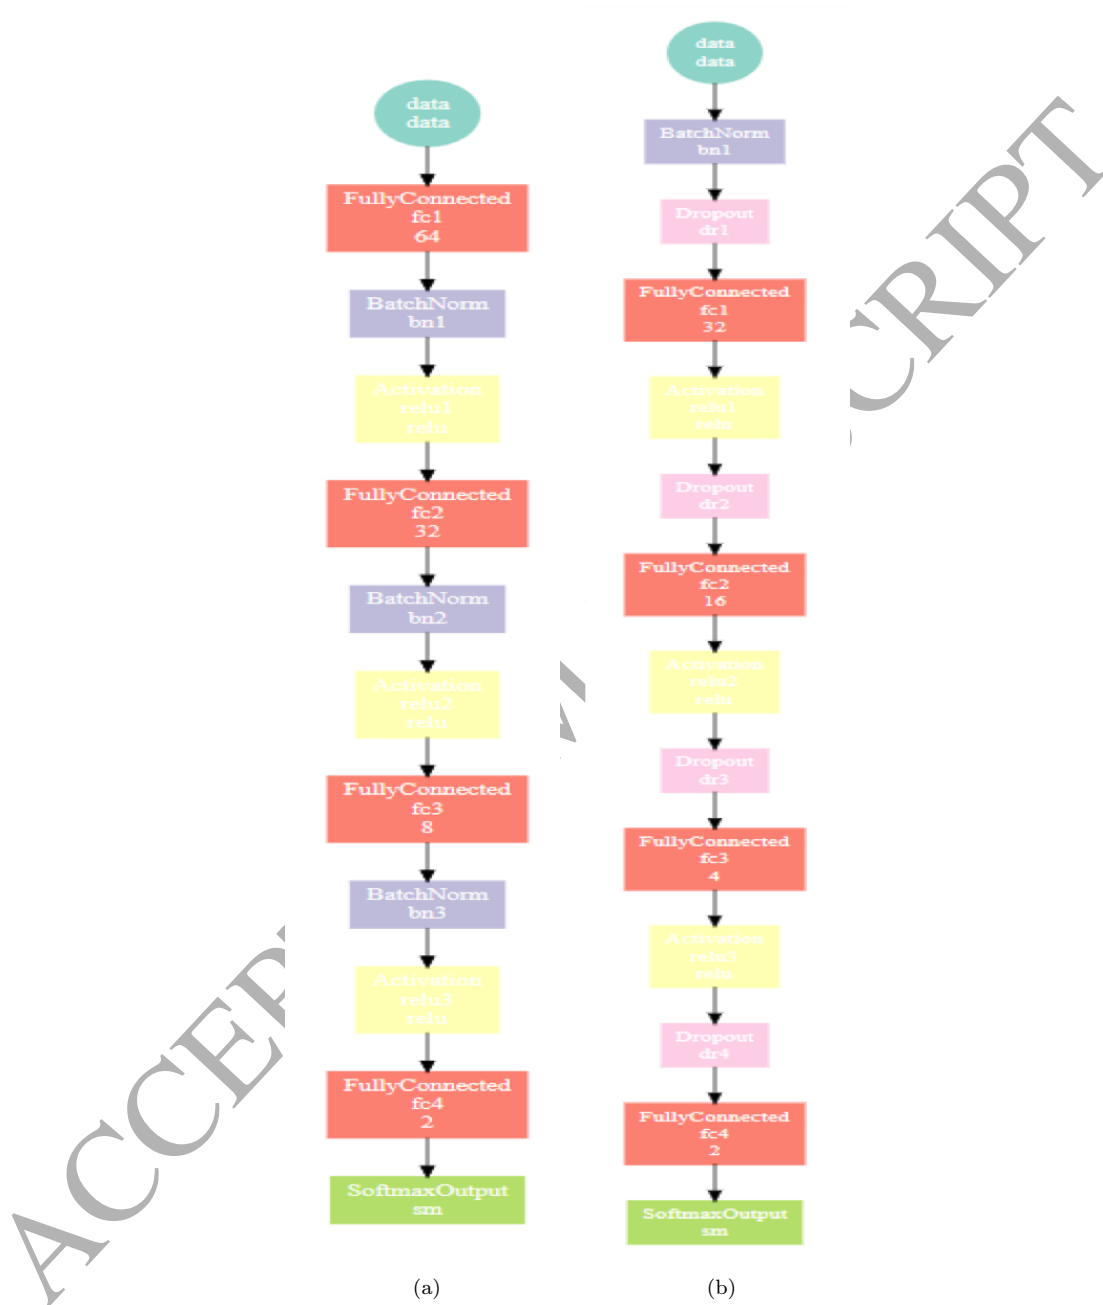 data
data
FullyConnected
fc1
64
BatchNorm
bn1
Activation
relu1
relu
FullyConnected
fc2
32
BatchNorm
bn2
Activation
relu2
relu
FullyConnected
fc3
8
BatchNorm
bn3
Activation
relu3
relu
FullyConnected
fc4
2
SoftmaxOutput
sm
(a)
data
data
BatchNorm
bn1
Dropout
dr1
FullyConnected
fc1
32
Activation
relu1
relu
Dropout
dr2
FullyConnected
fc2
16
Activation
relu2
relu
Dropout
dr3
FullyConnected
fc3
4
Activation
relu3
relu
Dropout
dr4
FullyConnected
fc4
2
SoftmaxOutput
sm
(b)